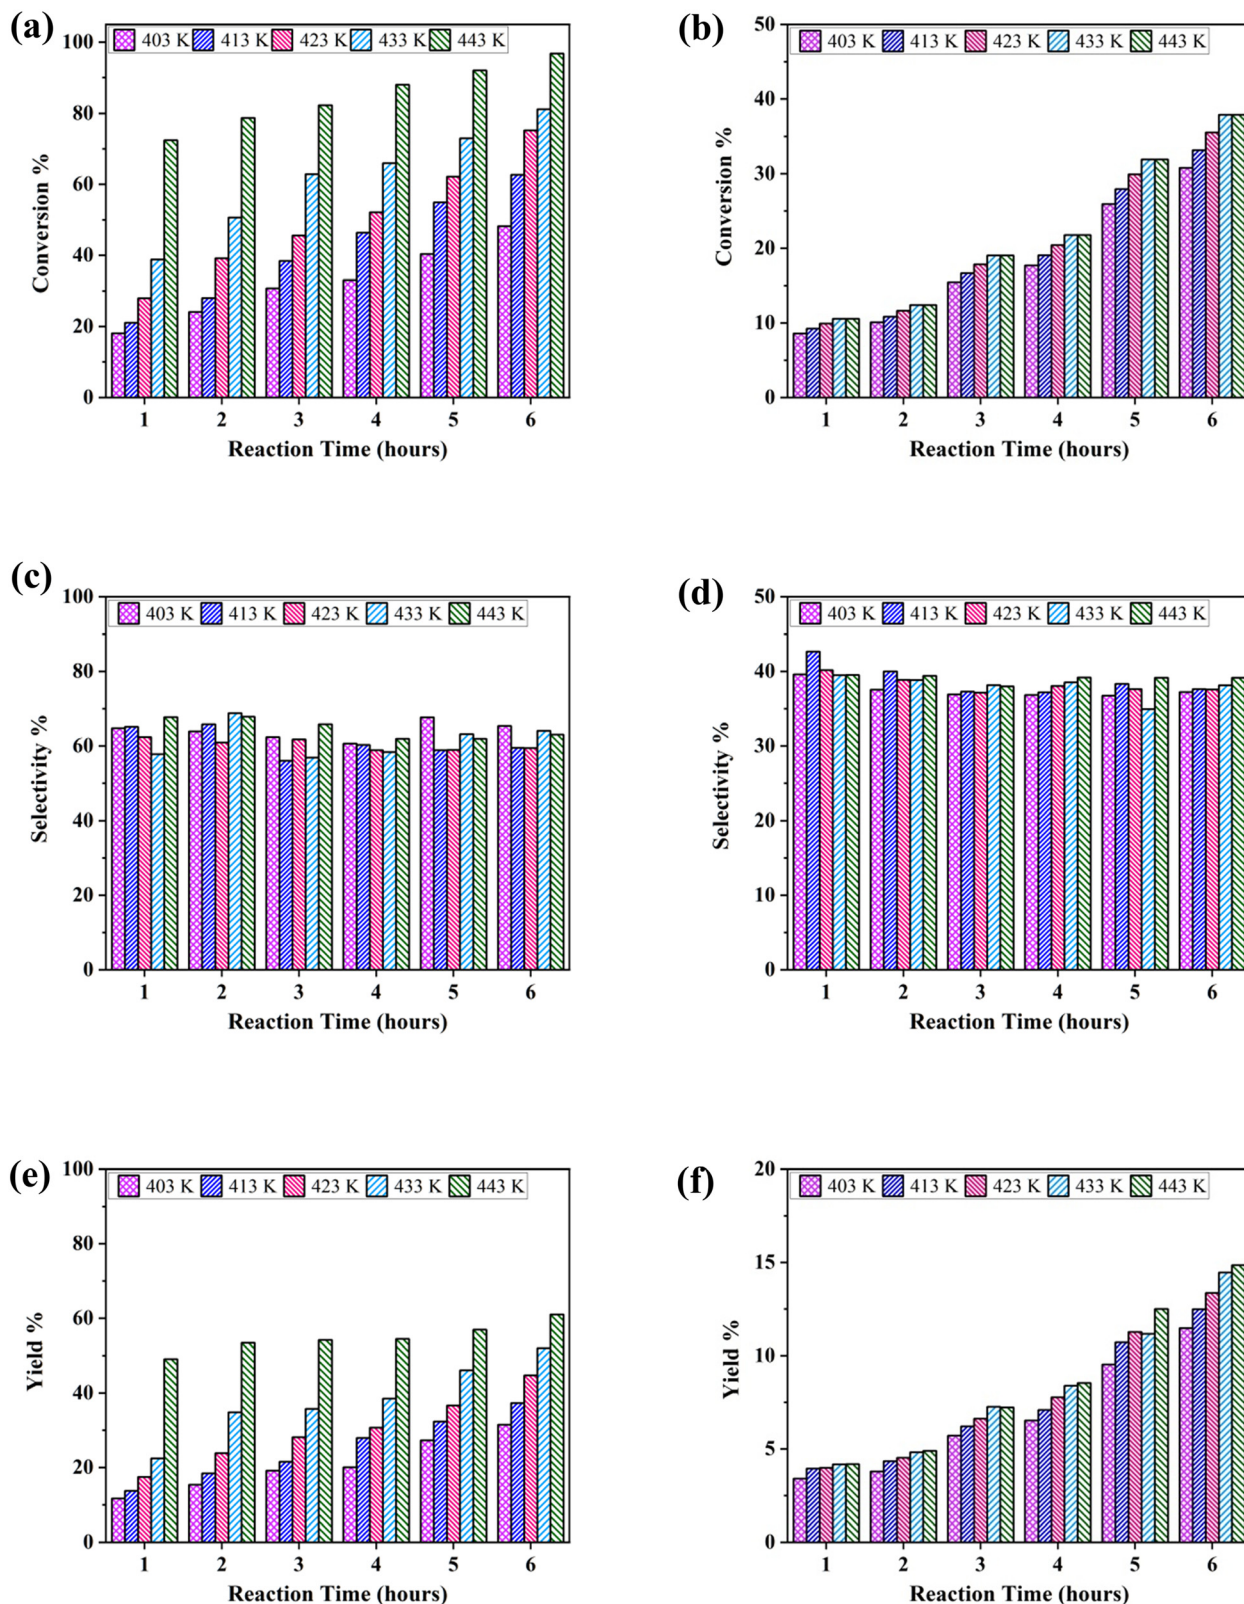 (a)
403 K 413 K 423 K 433 K 443 K
100
80
60
40
20
0
Conversion %
1 2 3 4 5 6
Reaction Time (hours)
(b)
403 K 413 K 423 K 433 K 443 K
50
40
30
20
10
0
Conversion %
1 2 3 4 5 6
Reaction Time (hours)
(c)
403 K 413 K 423 K 433 K 443 K
100
80
60
40
20
0
Selectivity %
1 2 3 4 5 6
Reaction Time (hours)
(d)
403 K 413 K 423 K 433 K 443 K
50
40
30
20
10
0
Selectivity %
1 2 3 4 5 6
Reaction Time (hours)
(e)
403 K 413 K 423 K 433 K 443 K
100
80
60
40
20
0
Yield %
1 2 3 4 5 6
Reaction Time (hours)
(f)
403 K 413 K 423 K 433 K 443 K
20
15
10
5
0
Yield %
1 2 3 4 5 6
Reaction Time (hours)